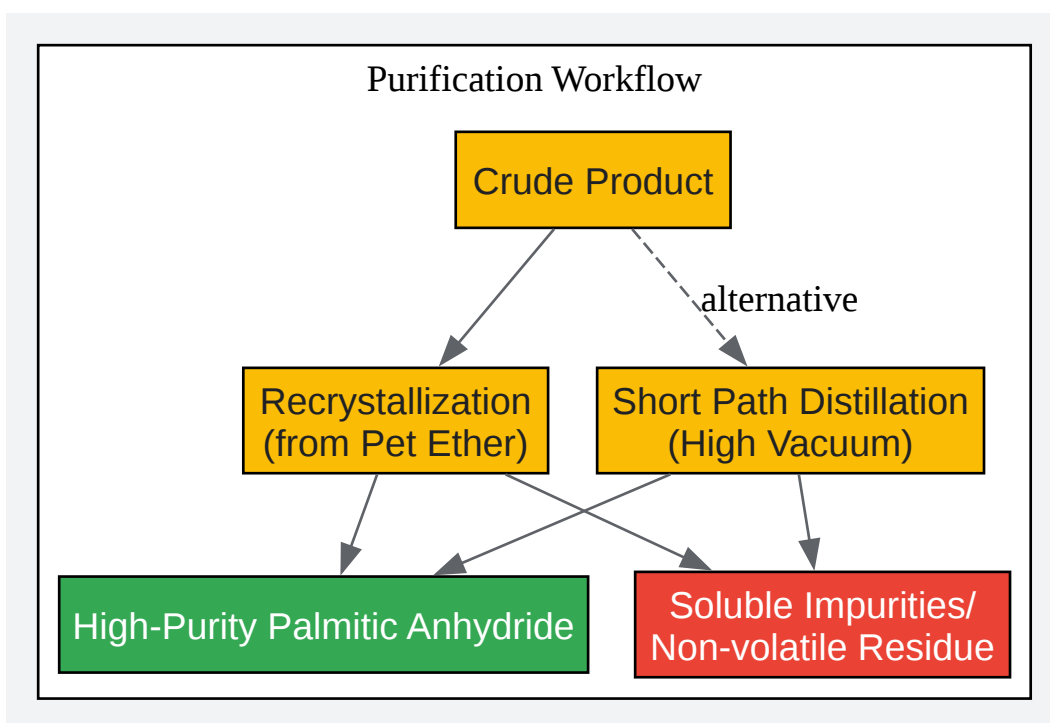 Purification Workflow
Crude Product
alternative
Recrystallization
(from Pet Ether)
Short Path Distillation
(High Vacuum)
High-Purity Palmitic Anhydride
Soluble Impurities/
Non-volatile Residue